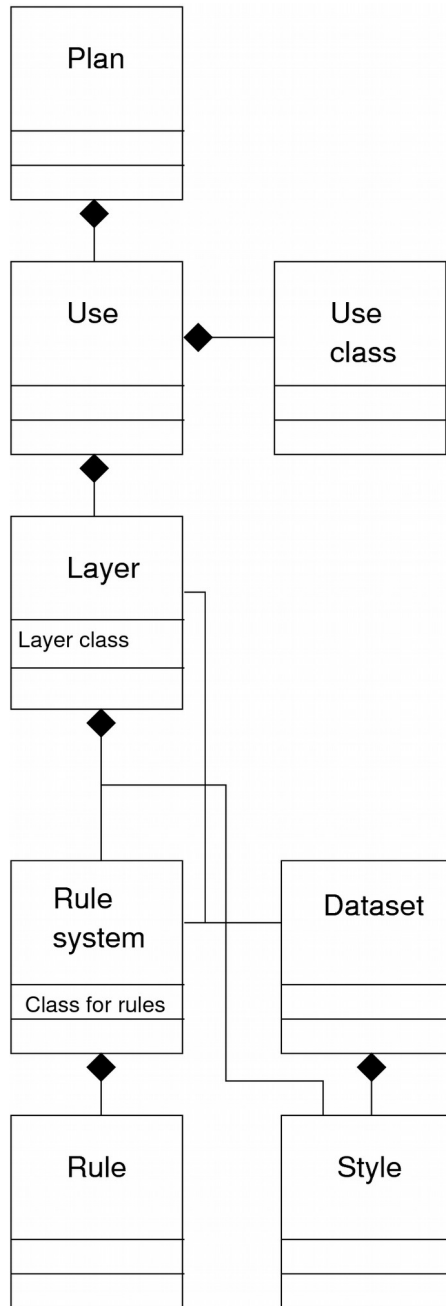 Plan
Use
Use
class
Layer
Layer class
Rule
system
Dataset
Class for rules
Rule
Style